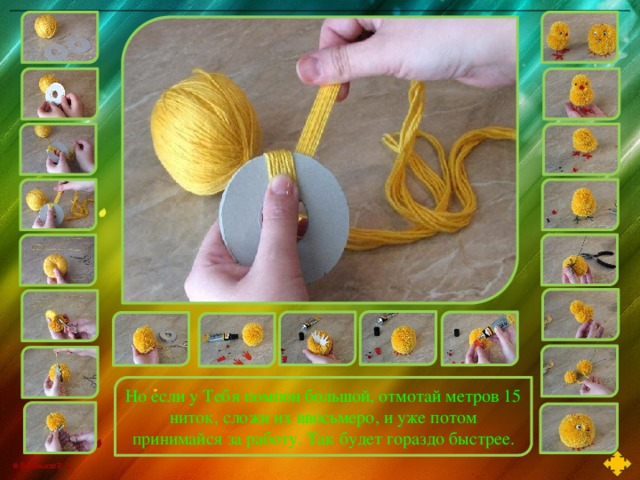 Но если у Тебя помпон большой, отмотай метров 15
ниток, сложи их ввосьмеро, и уже потом
принимайся за работу. Так будет гораздо быстрее.